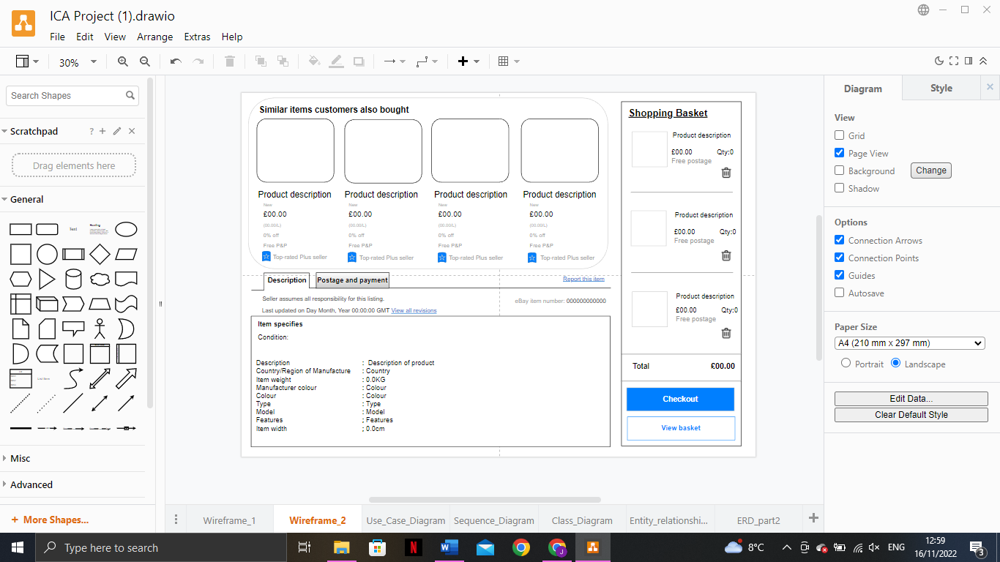 ICA Project (1).drawio
File Edit View Arrange Extras Help
30%
Search Shapes
Scratchpad ?
Drag elements here
General
Text
Heading
List Item
Misc
Advanced
+ More Shapes...
Similar items customers also bought
Product description Product description Product description Product description
New New New New
£00.00 £00.00 £00.00 £00.00
(00.00/L) (00.00/L) (00.00/L) (00.00/L)
0% off 0% off 0% off 0% off
Free P&P Free P&P Free P&P Free P&P
Top-rated Plus seller Top-rated Plus seller Top-rated Plus seller Top-rated Plus seller
Description Postage and payment Report this item
Seller assumes all responsibility for this listing.
eBay item number: 000000000000
Last updated on Day Month, Year 00:00:00 GMT View all revisions
Item specifies
Condition:
Description : Description of product
Country/Region of Manufacture : Country
Item weight : 0.0KG
Manufacturer colour : Colour
Colour : Colour
Type : Type
Model : Model
Features ; Features
Item width ; 0.0cm
Shopping Basket
Product description
£00.00 Qty:0
Free postage
Product description
£00.00 Qty:0
Free postage
Product description
£00.00 Qty:0
Free postage
Total £00.00
Checkout
View basket
Diagram Style
View
Grid
Page View
Background Change
Shadow
Options
Connection Arrows
Connection Points
Guides
Autosave
Paper Size
A4 (210 mm x 297 mm)
Portrait Landscape
Edit Data...
Clear Default Style
Wireframe_1 Wireframe_2 Use_Case_Diagram Sequence_Diagram Class_Diagram Entity_relationshi... ERD_part2
Type here to search
8°C ENG 12:59
16/11/2022
3